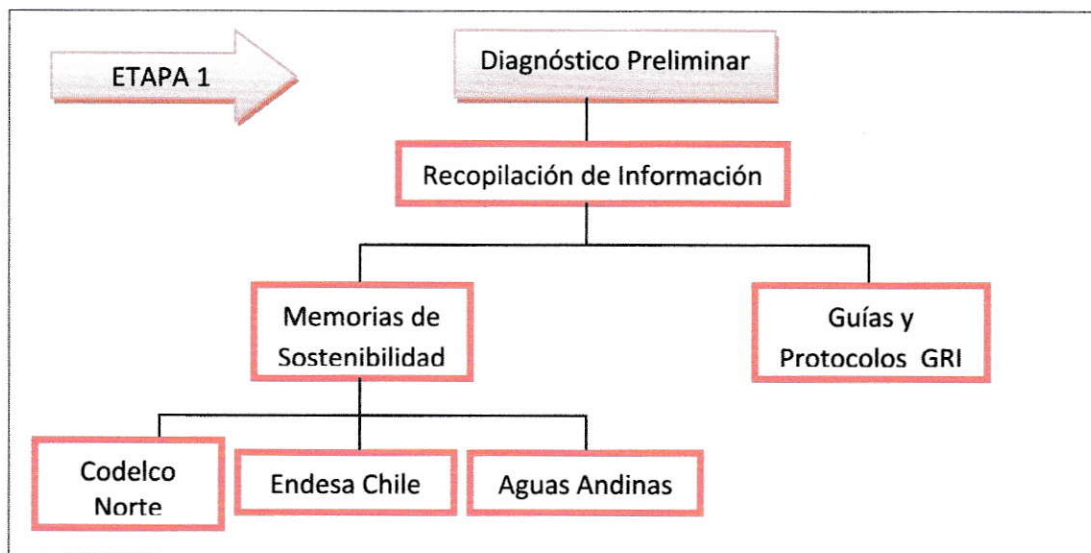 ETAPA 1
Diagnóstico Preliminar
Recopilación de Información
Memorias de
Sostenibilidad
Guías y
Protocolos GRI
Codelco
Norte
Endesa Chile
Aguas Andinas